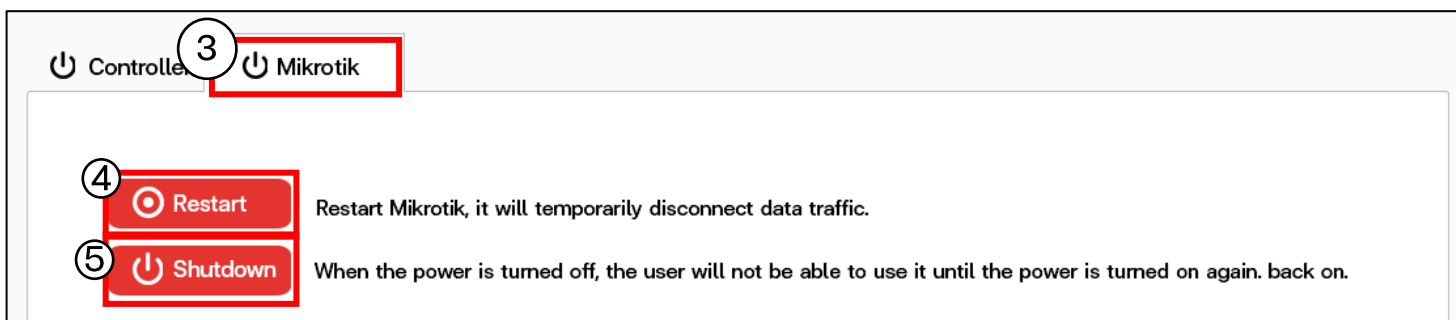 ③
Controller Mikrotik
④
Restart Restart Mikrotik, it will temporarily disconnect data traffic.
⑤
Shutdown When the power is turned off, the user will not be able to use it until the power is turned on again. back on.